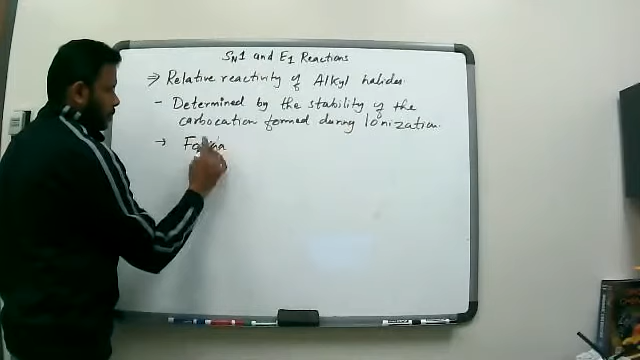 SN1 and E1 Reactions
⇒ Relative reactivity of Alkyl halides
- Determined by the stability of the
carbocation formed during Ionization.
→